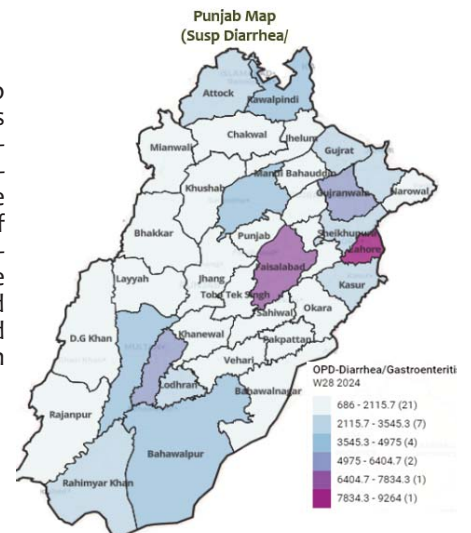 Punjab Map
(Susp Diarrhea/
Attock
Rawalpindi
Chakwal
Jhelum
Mianwali
Gujrat
Mandi Bahauddin
Khushab
Gujranwala
Narowal
Bhakkar
Punjab
Sheikhupura
Lahore
Faisalabad
Layyah
Jhang
Kasur
Toba Tek Singh
Okara
Sahiwal
D.G Khan
Khanewal
Pakpattan
Vehari
Lodhran
Bahawalnagar
Rajanpur
Bahawalpur
Rahimyar Khan
OPD-Diarrhea/Gastroenteriti
W28 2024
686 - 2115.7 (21)
2115.7 - 3545.3 (7)
3545.3 - 4975 (4)
4975 - 6404.7 (2)
6404.7 - 7834.3 (1)
7834.3 - 9264 (1)